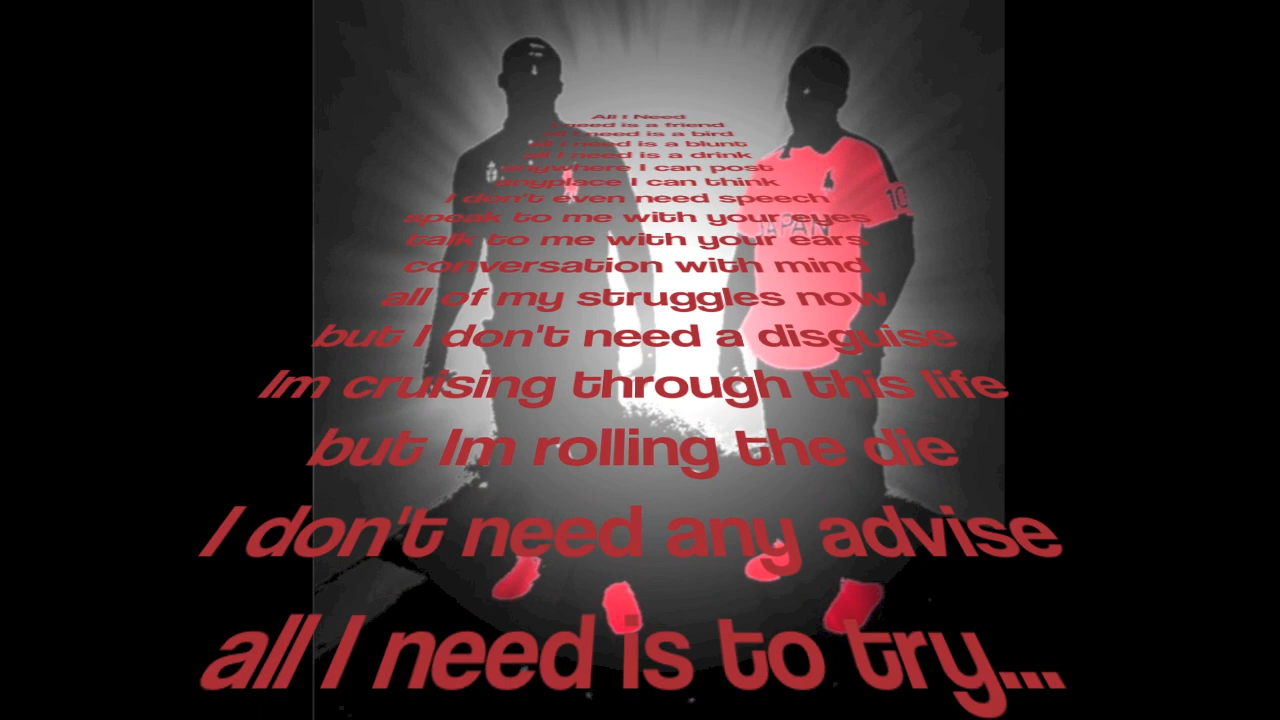 All I Need
I need is a friend
all I need is a bird
all I need is a blunt
all I need is a drink
anywhere I can post
anyplace I can think
I don't even need speech
speak to me with your eyes
talk to me with your ears
conversation with mind
all of my struggles now
but I don't need a disguise
Im cruising through this life
but Im rolling the die
I don't need any advise
all I need is to try...
JAPAN
10